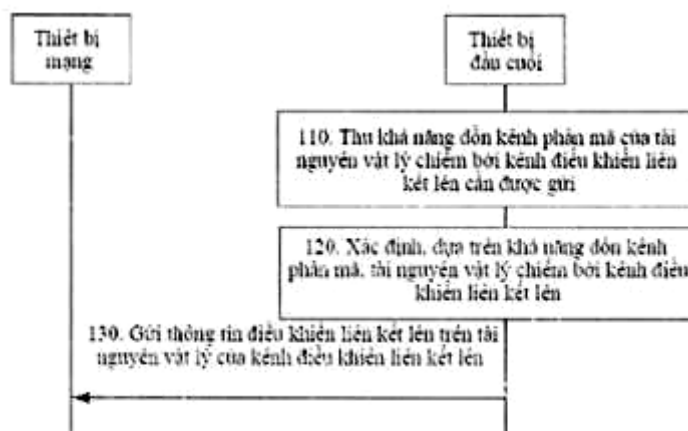 Thiết bị
mạng
Thiết bị
đầu cuối
110. Thu khả năng dồn kênh phân mã của tài
nguyên vật lý chiếm bởi kênh điều khiển liên
kết lên cần được gửi
120. Xác định, dựa trên khả năng dồn kênh
phân mã, tài nguyên vật lý chiếm bởi kênh điều
khiển liên kết lên
130. Gửi thông tin điều khiển liên kết lên trên tài
nguyên vật lý của kênh điều khiển liên kết lên